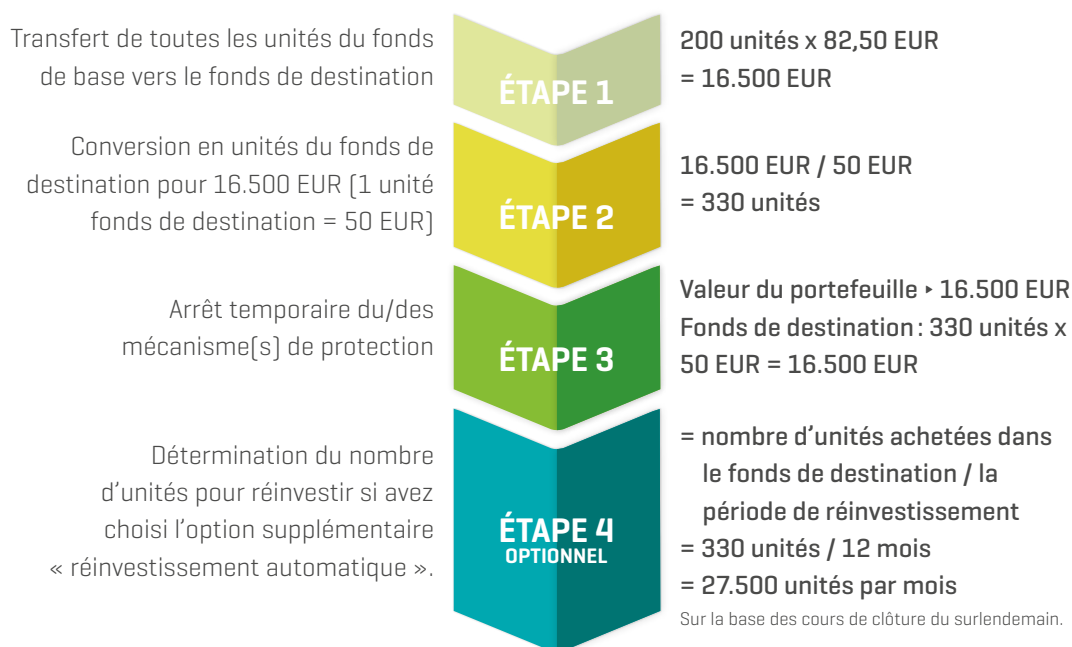 Transfert de toutes les unités du fonds
de base vers le fonds de destination
ÉTAPE 1
200 unités x 82,50 EUR
= 16.500 EUR
Conversion en unités du fonds de
destination pour 16.500 EUR (1 unité
fonds de destination = 50 EUR)
ÉTAPE 2
16.500 EUR / 50 EUR
= 330 unités
Arrêt temporaire du/des
mécanisme(s) de protection
ÉTAPE 3
Valeur du portefeuille ‣ 16.500 EUR
Fonds de destination : 330 unités x
50 EUR = 16.500 EUR
Détermination du nombre
d’unités pour réinvestir si avez
choisi l’option supplémentaire
« réinvestissement automatique ».
ÉTAPE 4
OPTIONNEL
= nombre d’unités achetées dans
le fonds de destination / la
période de réinvestissement
= 330 unités / 12 mois
= 27.500 unités par mois
Sur la base des cours de clôture du surlendemain.